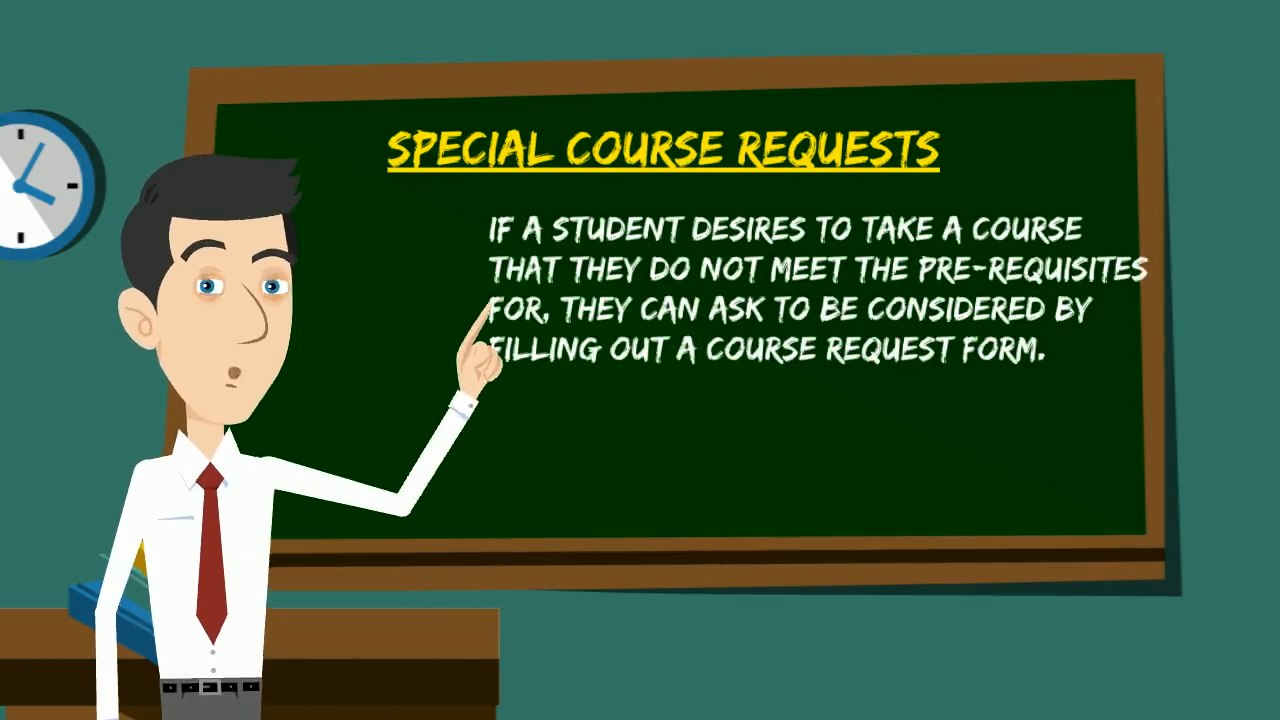 SPECIAL COURSE REQUESTS
IF A STUDENT DESIRES TO TAKE A COURSE
THAT THEY DO NOT MEET THE PRE-REQUISITES
FOR, THEY CAN ASK TO BE CONSIDERED BY
FILLING OUT A COURSE REQUEST FORM.